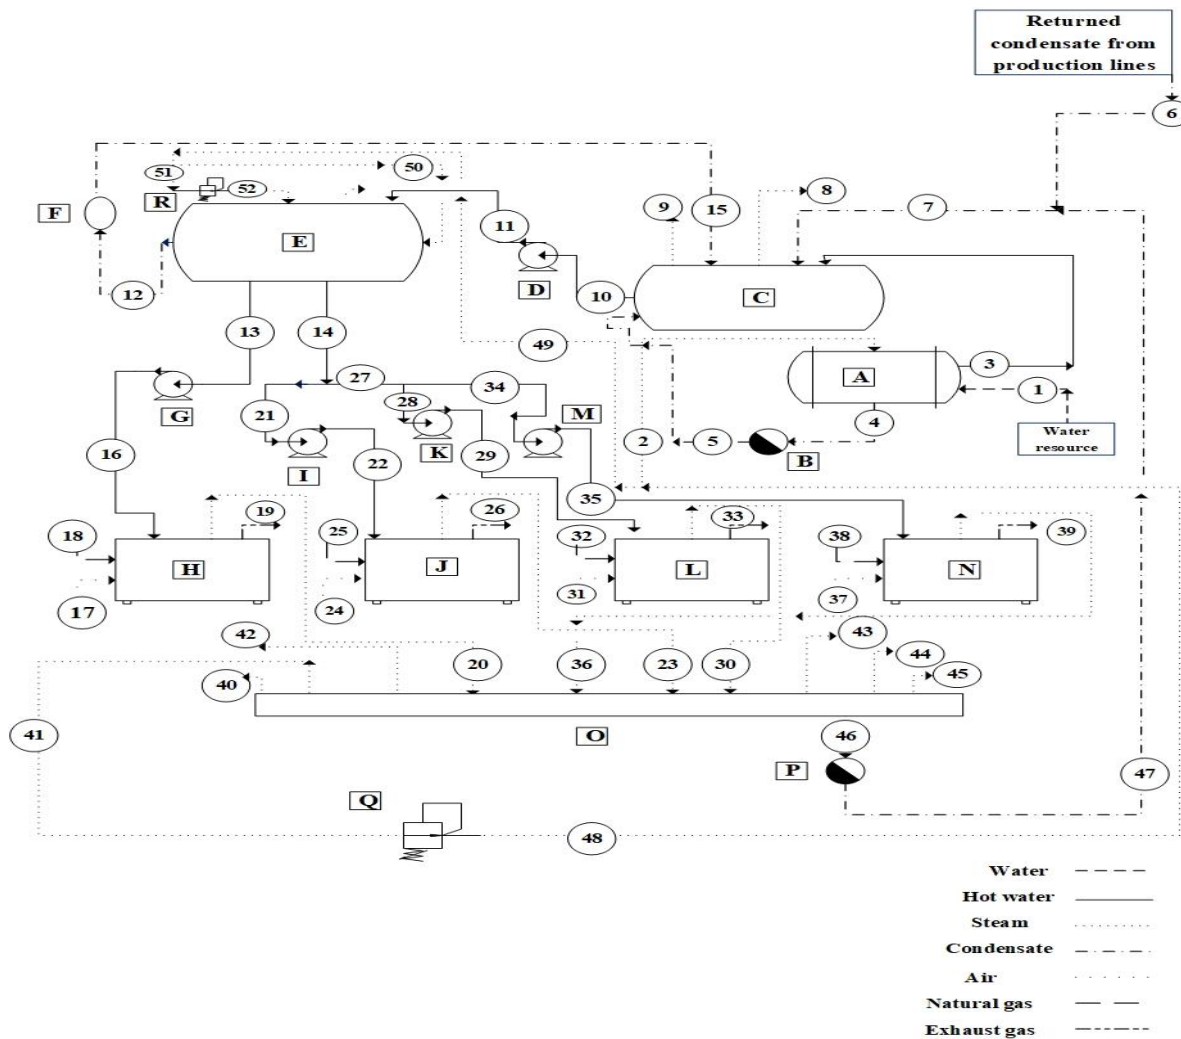 Returned
condensate from
production lines
6
51
50
R
52
F
9
15
8
7
11
E
D
12
10
C
13
14
49
A
3
1
27
34
28
G
21
M
4
Water
resource
16
I
22
K
29
2
5
B
35
18
19
25
26
32
33
38
39
H
J
L
N
17
24
31
37
42
43
40
20
36
23
30
44
45
41
O
46
P
47
Q
48
Water
Hot water
Steam
Condensate
Air
Natural gas
Exhaust gas